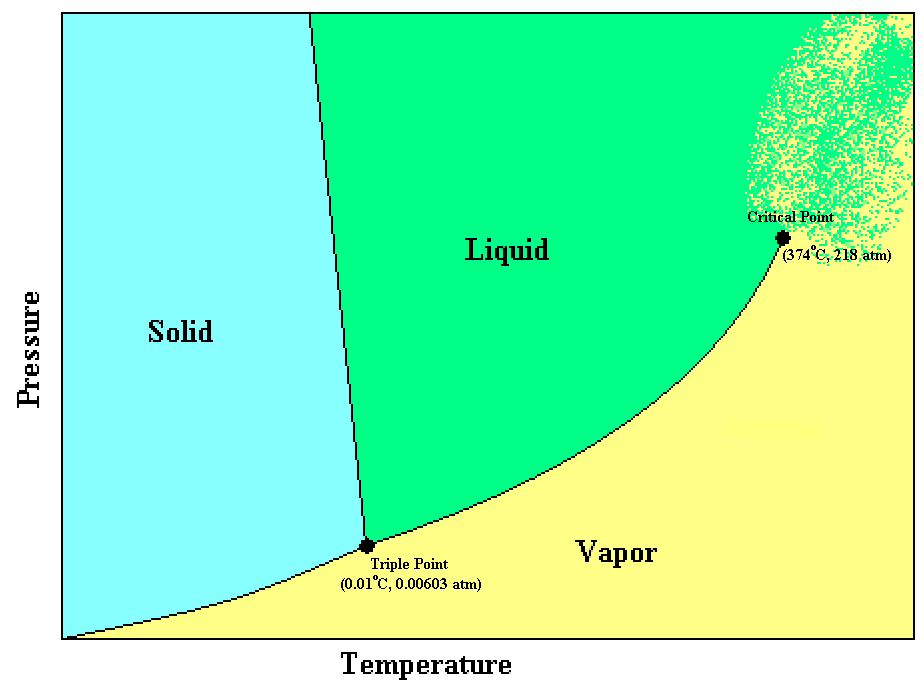 Critical Point
(374°C, 218 atm)
Liquid
Solid
Pressure
Vapor
Triple Point
(0.01°C, 0.00603 atm)
Temperature